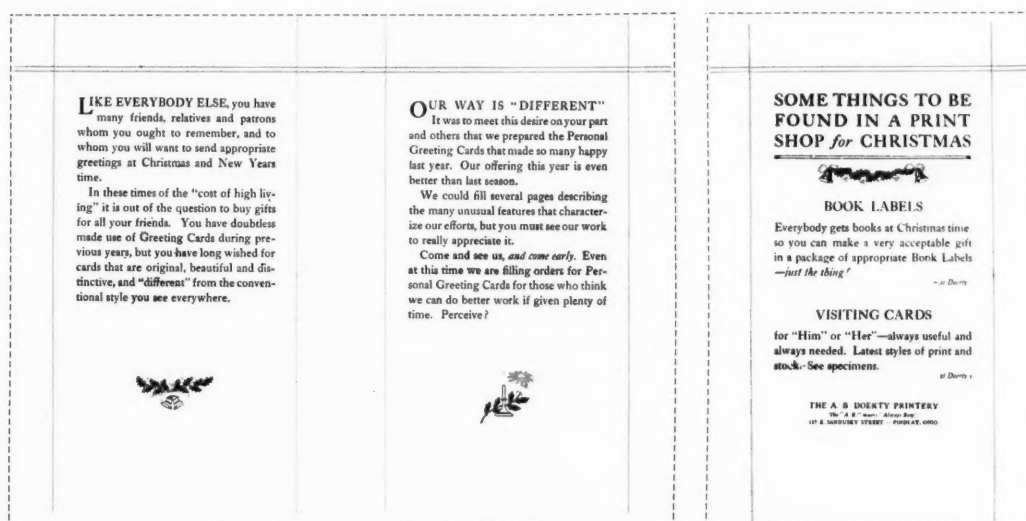 LIKE EVERYBODY ELSE, you have
many friends, relatives and patrons
whom you ought to remember, and to
whom you will want to send appropriate
greetings at Christmas and New Years
time.
In these times of the "cost of high liv-
ing" it is out of the question to buy gifts
for all your friends. You have doubtless
made use of Greeting Cards during pre-
vious years, but you have long wished for
cards that are original, beautiful and dis-
tinctive, and "different" from the conven-
tional style you see everywhere.
OUR WAY IS "DIFFERENT"
It was to meet this desire on your part
and others that we prepared the Personal
Greeting Cards that made so many happy
last year. Our offering this year is even
better than last season.
We could fill several pages describing
the many unusual features that character-
ize our efforts, but you must see our work
to really appreciate it.
Come and see us, and come early. Even
at this time we are filling orders for Per-
sonal Greeting Cards for those who think
we can do better work if given plenty of
time. Perceive?
SOME THINGS TO BE
FOUND IN A PRINT
SHOP for CHRISTMAS
BOOK LABELS
Everybody gets books at Christmas time
so you can make a very acceptable gift
in a package of appropriate Book Labels
—just the thing!
at Doerty
VISITING CARDS
for "Him" or "Her"—always useful and
always needed. Latest styles of print and
stock. See specimens.
at Doerty
THE A B DOERTY PRINTERY
The "A B" means "Always Busy"
SANDUSKY STREET FINDLAY, OHIO